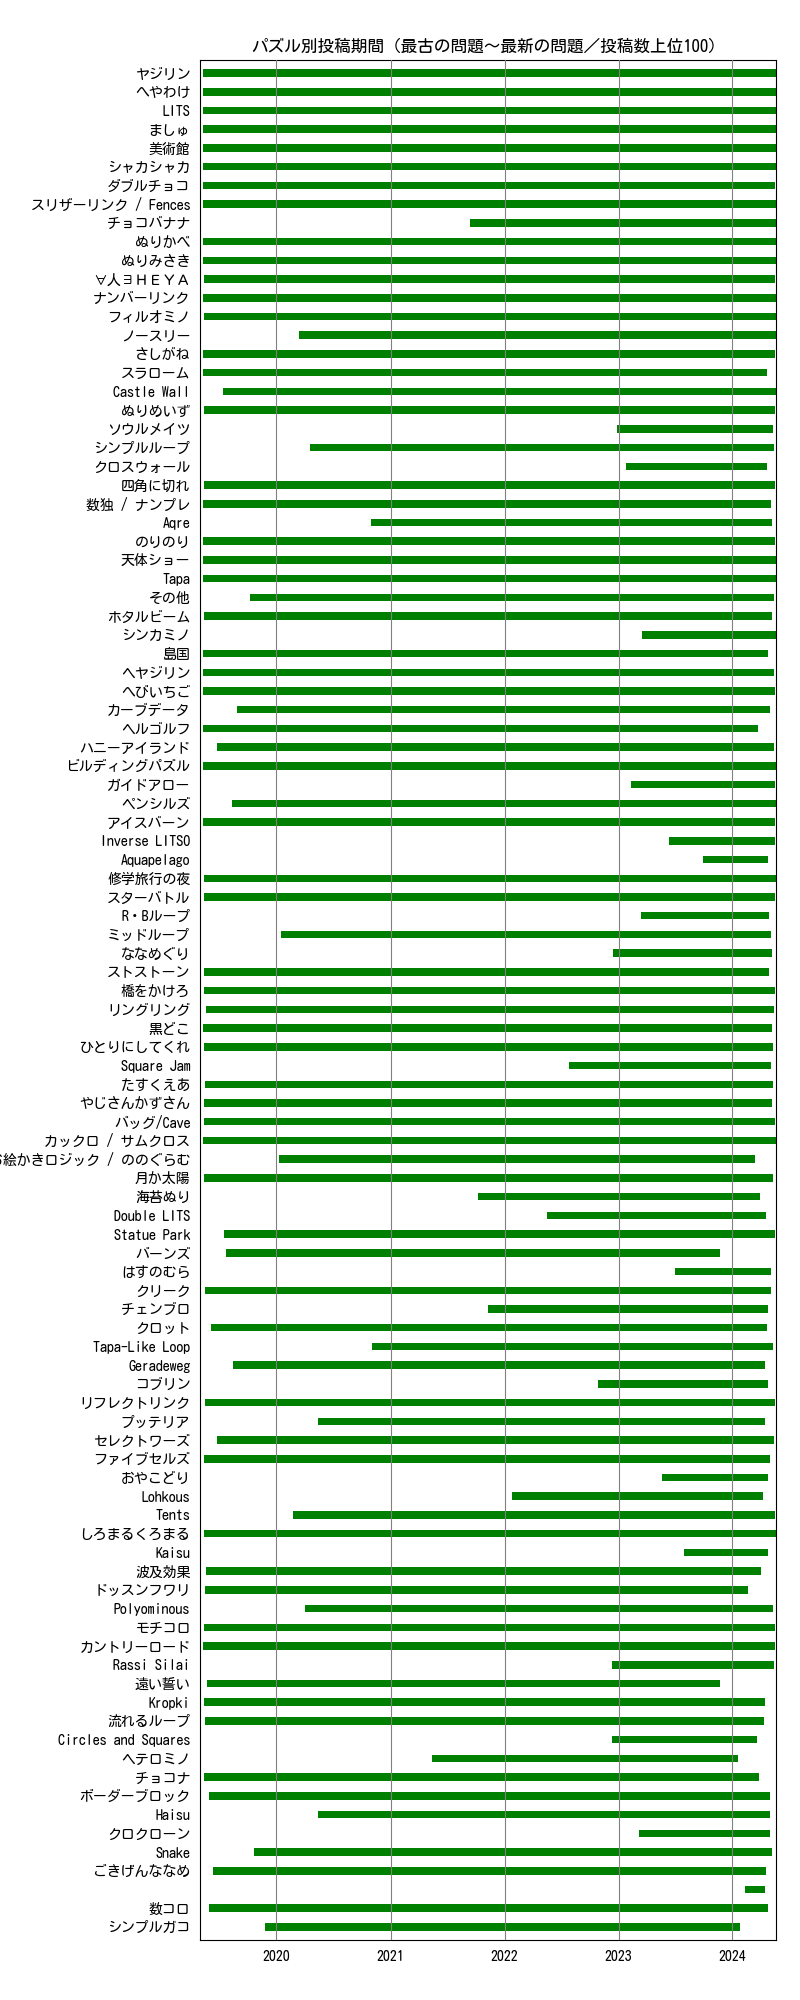 パズル別投稿期間（最古の問題～最新の問題／投稿数上位100）
ヤジリン
へやわけ
LITS
ましゅ
美術館
シャカシャカ
ダブルチョコ
スリザーリンク / Fences
チョコバナナ
ぬりかべ
ぬりみさき
∀人∃ＨＥＹＡ
ナンバーリンク
フィルオミノ
ノースリー
さしがね
スラローム
Castle Wall
ぬりめいず
ソウルメイツ
シンプルループ
クロスウォール
四角に切れ
数独 / ナンプレ
Aqre
のりのり
天体ショー
Tapa
その他
ホタルビーム
シンカミノ
島国
ヘヤジリン
へびいちご
カーブデータ
ヘルゴルフ
ハニーアイランド
ビルディングパズル
ガイドアロー
ペンシルズ
アイスバーン
Inverse LITSO
Aquapelago
修学旅行の夜
スターバトル
R・Bループ
ミッドループ
ななめぐり
ストストーン
橋をかけろ
リングリング
黒どこ
ひとりにしてくれ
Square Jam
たすくえあ
やじさんかずさん
バッグ/Cave
カックロ / サムクロス
お絵かきロジック / ののぐらむ
月か太陽
海苔ぬり
Double LITS
Statue Park
バーンズ
はすのむら
クリーク
チェンブロ
クロット
Tapa-Like Loop
Geradeweg
コブリン
リフレクトリンク
プッテリア
セレクトワーズ
ファイブセルズ
おやこどり
Lohkous
Tents
しろまるくろまる
Kaisu
波及効果
ドッスンフワリ
Polyominous
モチコロ
カントリーロード
Rassi Silai
遠い誓い
Kropki
流れるループ
Circles and Squares
ヘテロミノ
チョコナ
ボーダーブロック
Haisu
クロクローン
Snake
ごきげんななめ
数コロ
シンプルガコ
2020 2021 2022 2023 2024